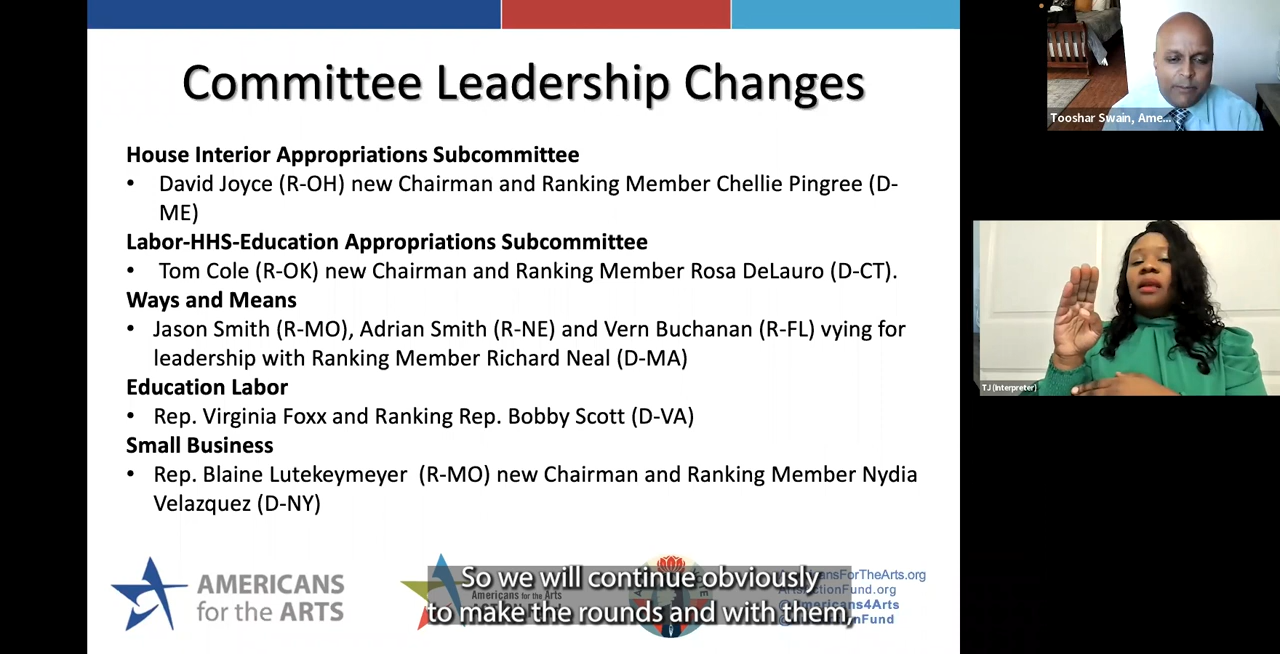 Committee Leadership Changes
House Interior Appropriations Subcommittee
• David Joyce (R-OH) new Chairman and Ranking Member Chellie Pingree (D-
ME)
Labor-HHS-Education Appropriations Subcommittee
• Tom Cole (R-OK) new Chairman and Ranking Member Rosa DeLauro (D-CT).
Ways and Means
• Jason Smith (R-MO), Adrian Smith (R-NE) and Vern Buchanan (R-FL) vying for
leadership with Ranking Member Richard Neal (D-MA)
Education Labor
• Rep. Virginia Foxx and Ranking Rep. Bobby Scott (D-VA)
Small Business
• Rep. Blaine Lutekeymeyer (R-MO) new Chairman and Ranking Member Nydia
Velazquez (D-NY)
AMERICANS
for the ARTS
Americans for the Arts
So we will continue obviously
to make the rounds and with them,
Tooshar Swain, Ame...
TJ (Interpreter)